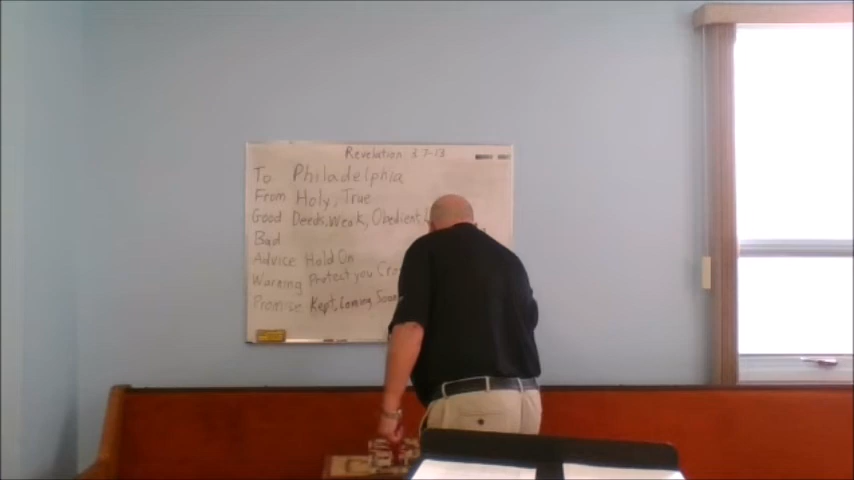 Revelation 3 7-13
To Philadelphia
From Holy, True
Good Deeds, Weak, Obedient,
Bad
Advice Hold On
Warning Protect you
Promise Kept, Coming Soon